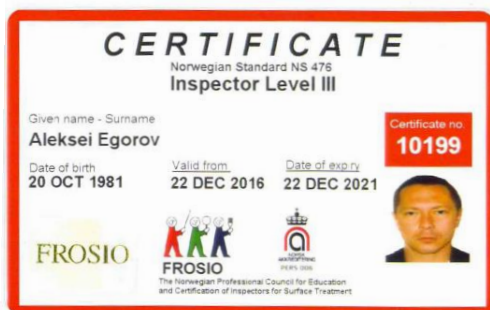 CERTIFICATE
Norwegian Standard NS 476
Inspector Level III
Given name - Surname
Aleksei Egorov
Certificate no.
10199
Date of birth
20 OCT 1981
Valid from
22 DEC 2016
Date of expiry
22 DEC 2021
FROSIO
FROSIO
The Norwegian Professional Council for Education
and Certification of Inspectors for Surface Treatment
NORSK
AKKREDITERING